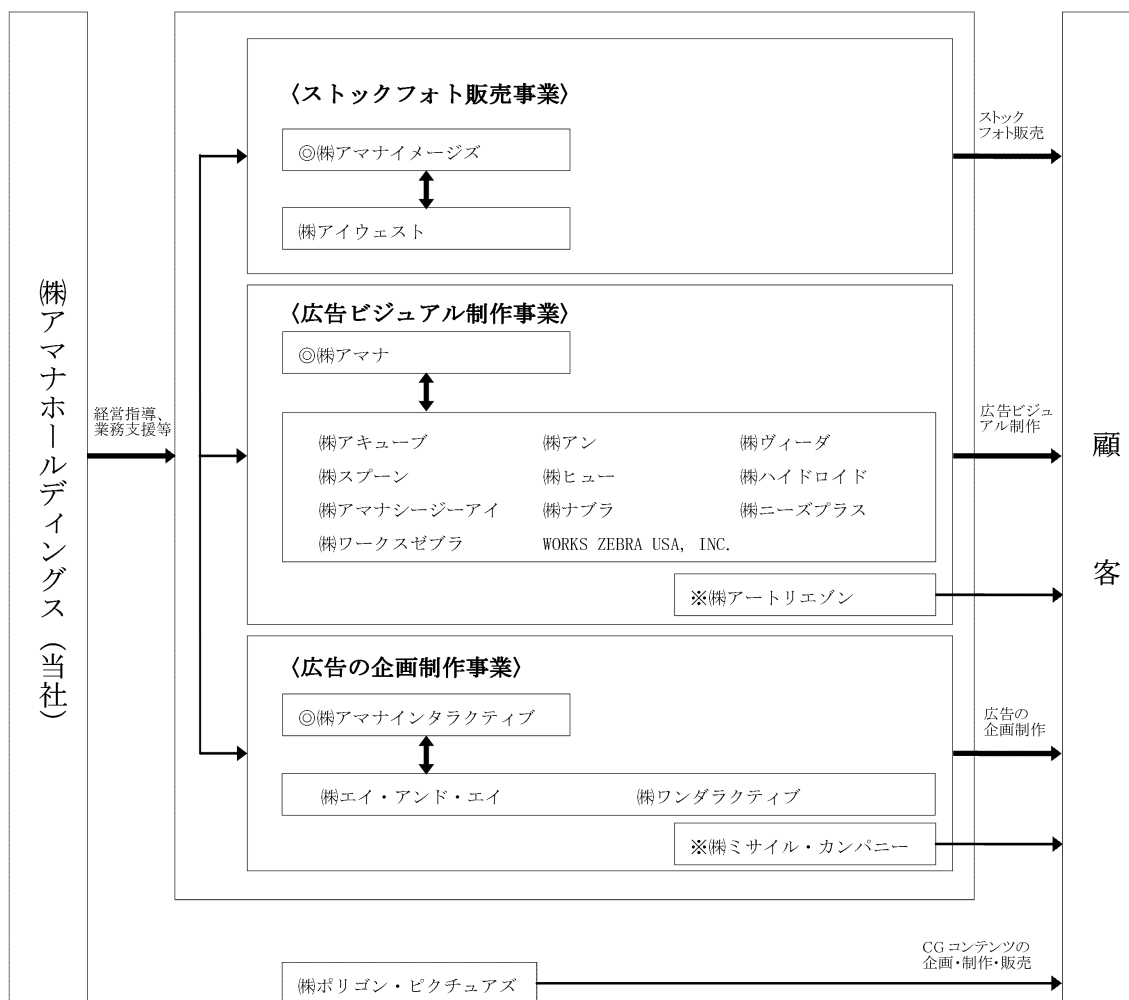 ㈱アマナホールディングス（当社）
経営指導、
業務支援等
〈ストックフォト販売事業〉
◎㈱アマナイメージズ
㈱アイウェスト
ストック
フォト販売
〈広告ビジュアル制作事業〉
◎㈱アマナ
㈱アキューブ ㈱アン ㈱ヴィーダ
㈱スプーン ㈱ヒュー ㈱ハイドロイド
㈱アマナシージーアイ ㈱ナブラ ㈱ニーズプラス
㈱ワークスゼブラ WORKS ZEBRA USA, INC.
※㈱アートリエゾン
広告ビジュ
アル制作
〈広告の企画制作事業〉
◎㈱アマナインタラクティブ
㈱エイ・アンド・エイ ㈱ワンダラクティブ
※㈱ミサイル・カンパニー
広告の
企画制作
㈱ポリゴン・ピクチュアズ
CGコンテンツの
企画・制作・販売
顧客